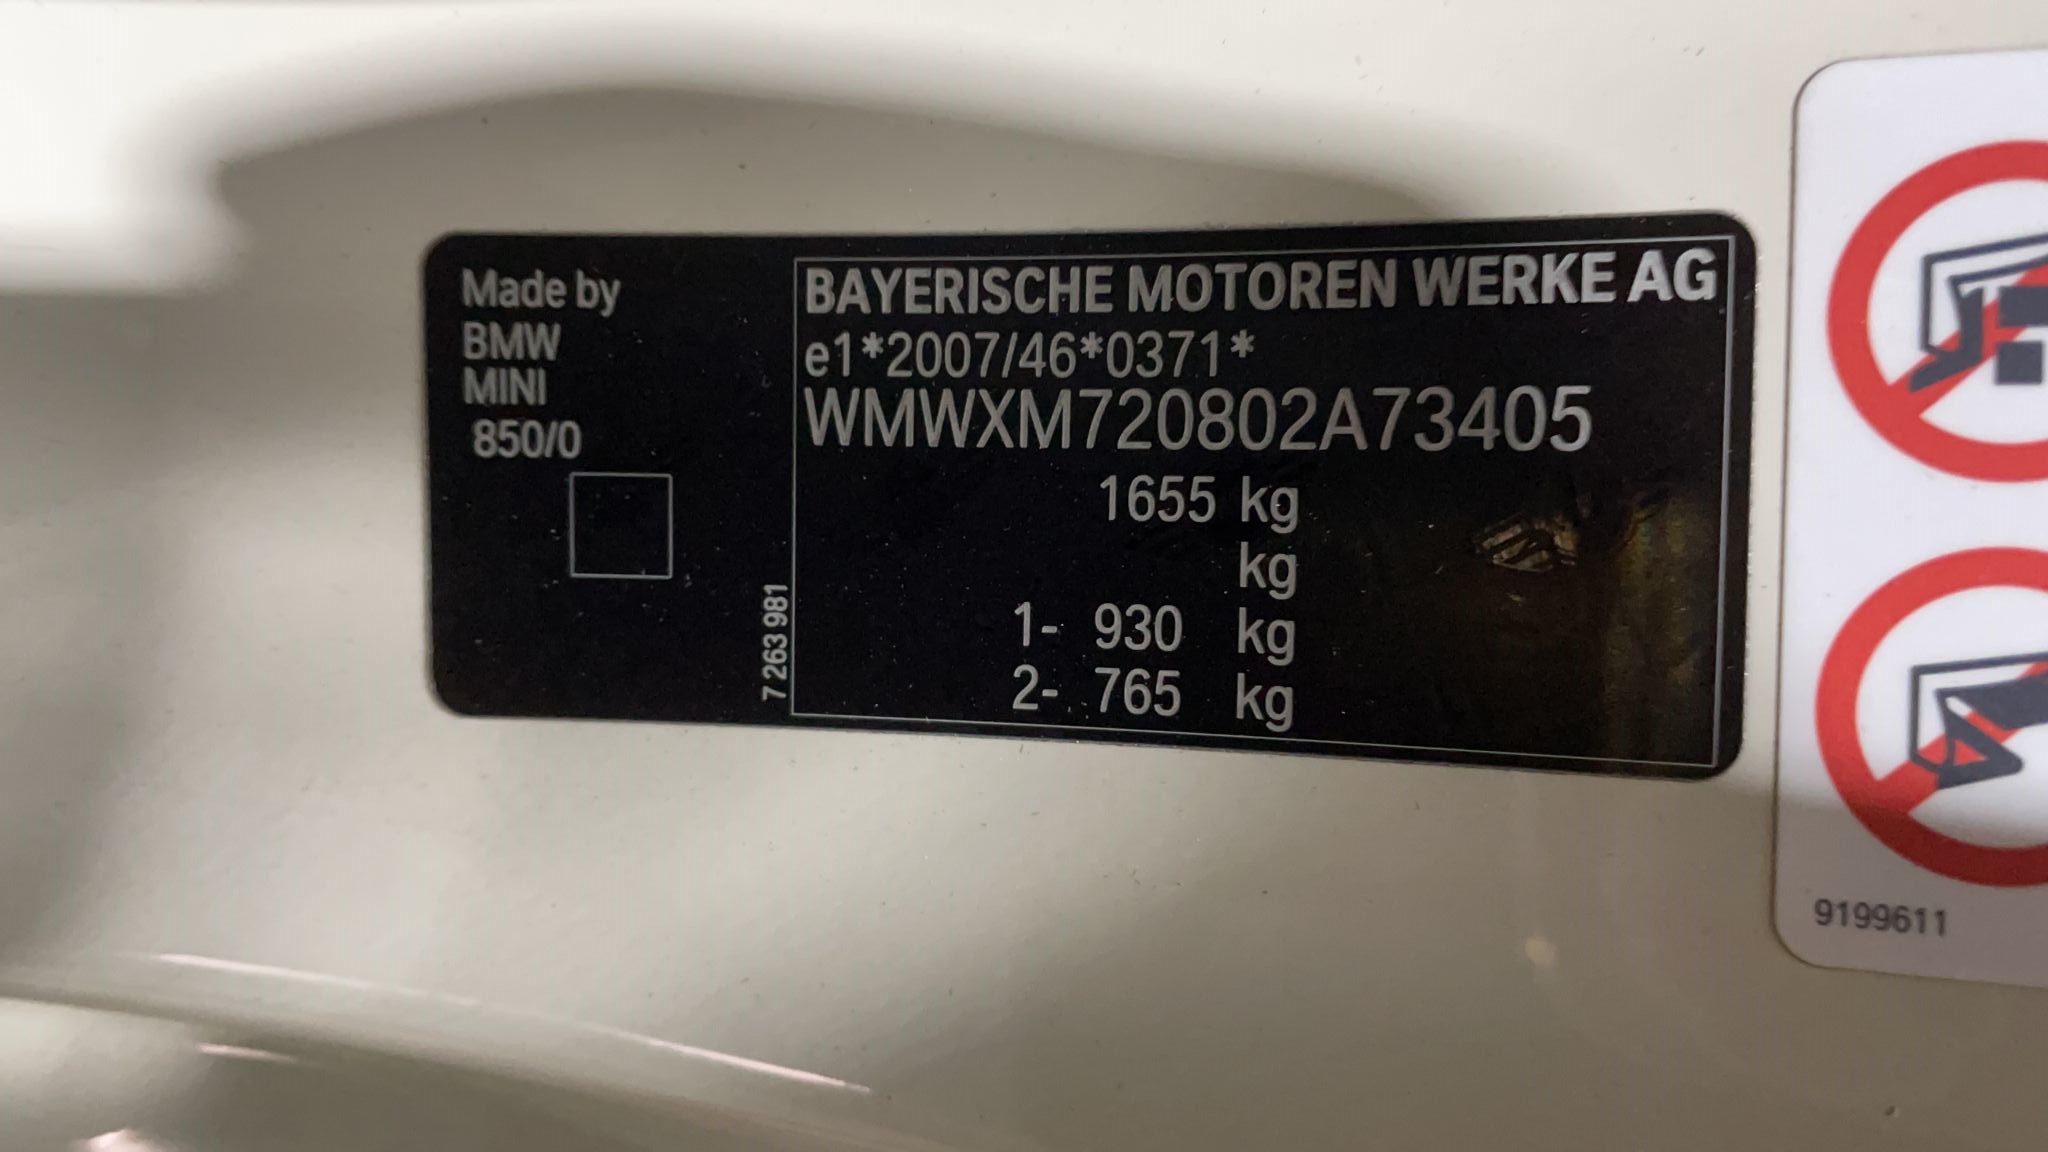 Made by
BMW
MINI
850/0
7 263 981
BAYERISCHE MOTOREN WERKE AG
e1*2007/46*0371*
WMWXM720802A73405
1655 kg
kg
1- 930 kg
2- 765 kg
9199611